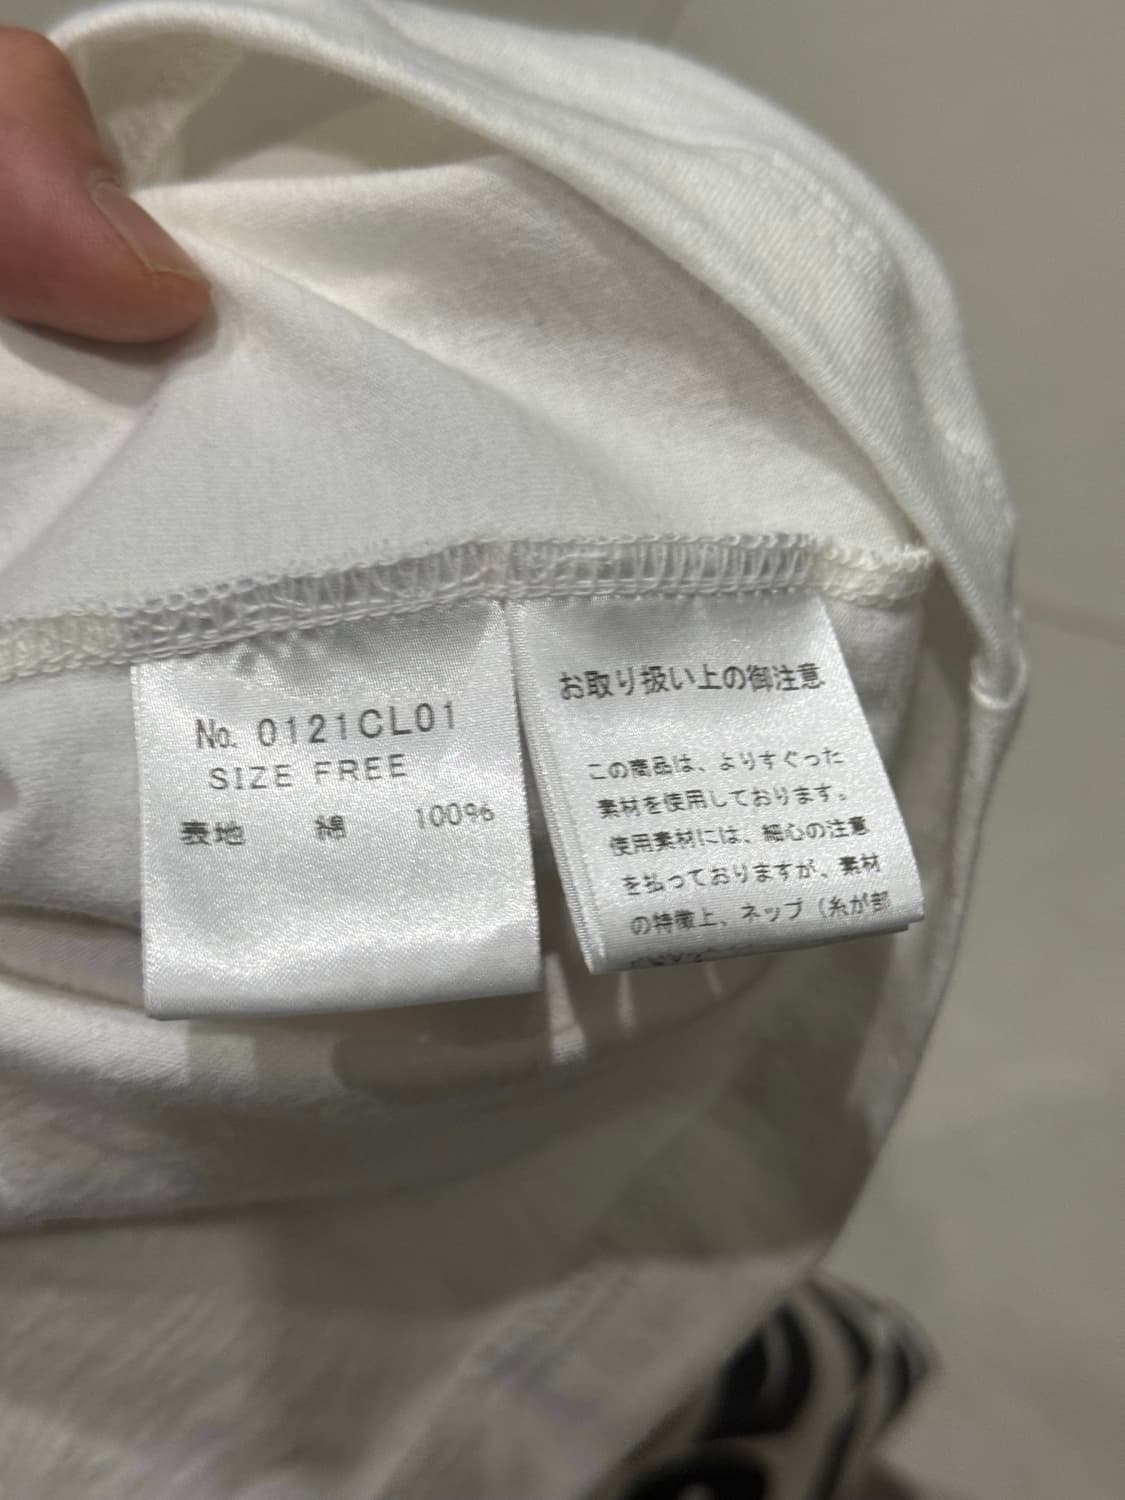 No. 0121CL01
SIZE FREE
表地 綿 100%
お取り扱い上の御注意
この商品は、よりすぐった
素材を使用しております。
使用素材には、細心の注意
を払っておりますが、素材
の特徴上、ネップ（糸が部